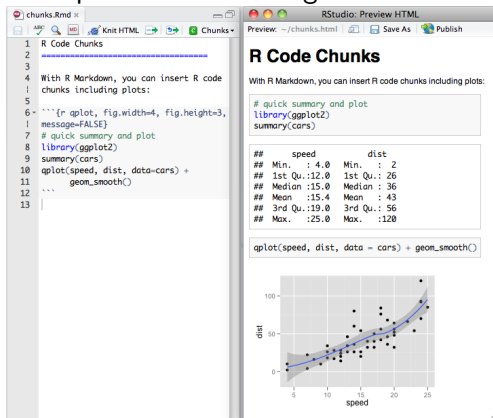 chunks.Rmd
ABC MD Knit HTML Chunks
1 R Code Chunks
2 ===================================
3
4 With R Markdown, you can insert R code
chunks including plots:
5
6 ```{r qplot, fig.width=4, fig.height=3,
message=FALSE}
7 # quick summary and plot
8 library(ggplot2)
9 summary(cars)
10 qplot(speed, dist, data=cars) +
11 geom_smooth()
12 ```
13
RStudio: Preview HTML
Preview: ~/chunks.html Save As Publish
R Code Chunks
With R Markdown, you can insert R code chunks including plots:
# quick summary and plot
library(ggplot2)
summary(cars)
## speed dist
## Min. : 4.0 Min. : 2
## 1st Qu.:12.0 1st Qu.: 26
## Median :15.0 Median : 36
## Mean :15.4 Mean : 43
## 3rd Qu.:19.0 3rd Qu.: 56
## Max. :25.0 Max. :120
qplot(speed, dist, data = cars) + geom_smooth()
100
50
0
dist
5 10 15 20 25
speed